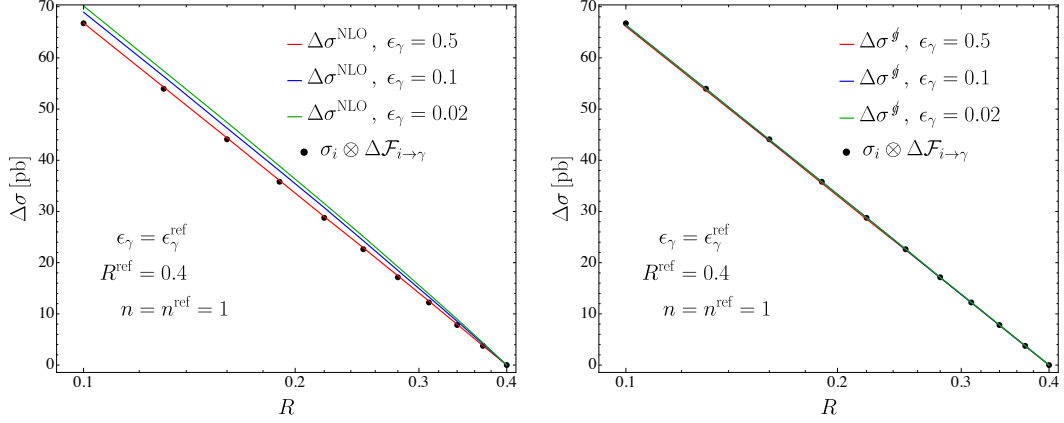 70
60
50
40
30
20
10
0
Δσ [pb]
Δσ^NLO , ϵ_γ = 0.5
Δσ^NLO , ϵ_γ = 0.1
Δσ^NLO , ϵ_γ = 0.02
σ_i ⊗ Δℱ_{i→γ}
ϵ_γ = ϵ_γ^ref
R^ref = 0.4
n = n^ref = 1
0.1 0.2 0.3 0.4
R
70
60
50
40
30
20
10
0
Δσ [pb]
Δσ , ϵ_γ = 0.5
Δσ , ϵ_γ = 0.1
Δσ , ϵ_γ = 0.02
σ_i ⊗ Δℱ_{i→γ}
ϵ_γ = ϵ_γ^ref
R^ref = 0.4
n = n^ref = 1
0.1 0.2 0.3 0.4
R